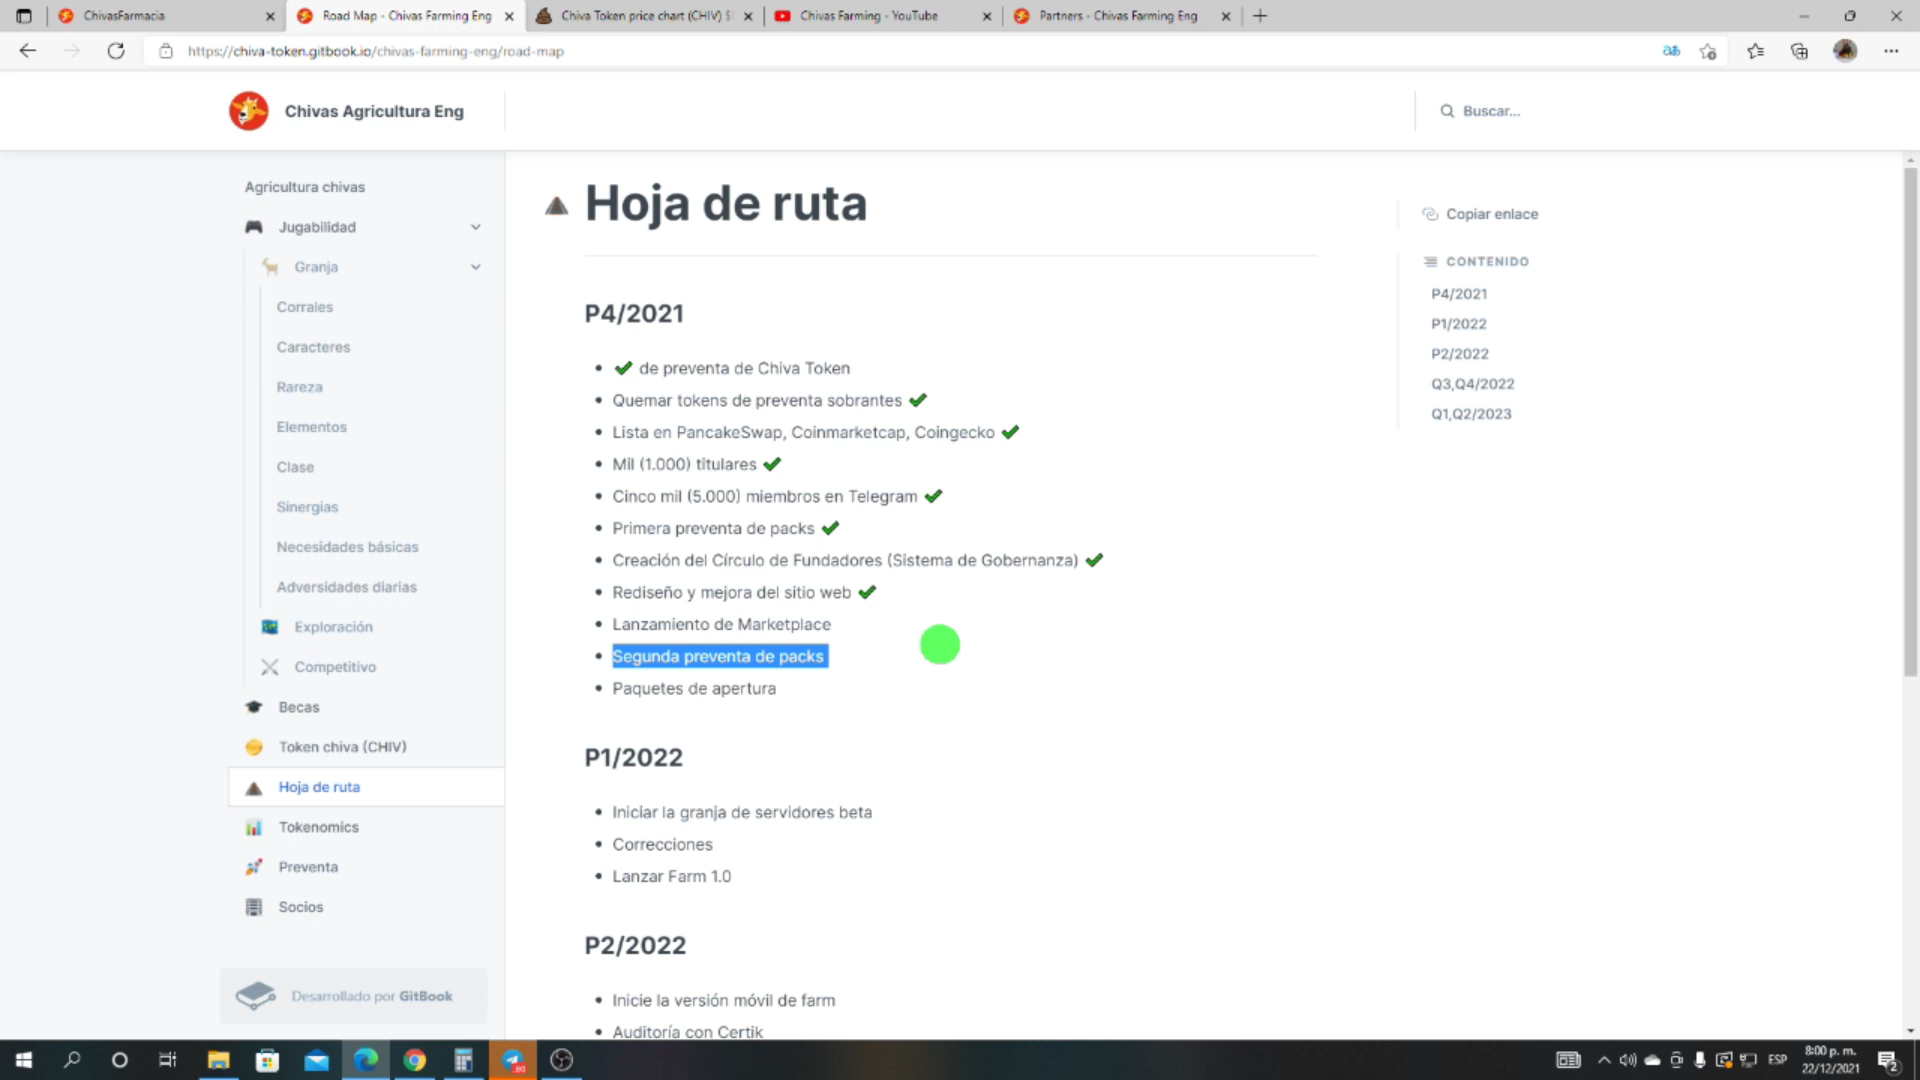 ChivasFarmacia
Road Map - Chivas Farming Eng
Chiva Token price chart (CHIV) $
Chivas Farming - YouTube
Partners - Chivas Farming Eng
https://chiva-token.gitbook.io/chivas-farming-eng/road-map
Chivas Agricultura Eng
Buscar...
Agricultura chivas
Jugabilidad
Granja
Corrales
Caracteres
Rareza
Elementos
Clase
Sinergias
Necesidades básicas
Adversidades diarias
Exploración
Competitivo
Becas
Token chiva (CHIV)
Hoja de ruta
Tokenomics
Preventa
Socios
Desarrollado por GitBook
Hoja de ruta
P4/2021
• ✔ de preventa de Chiva Token
• Quemar tokens de preventa sobrantes ✔
• Lista en PancakeSwap, Coinmarketcap, Coingecko ✔
• Mil (1.000) titulares ✔
• Cinco mil (5.000) miembros en Telegram ✔
• Primera preventa de packs ✔
• Creación del Círculo de Fundadores (Sistema de Gobernanza) ✔
• Rediseño y mejora del sitio web ✔
• Lanzamiento de Marketplace
• Segunda preventa de packs
• Paquetes de apertura
P1/2022
• Iniciar la granja de servidores beta
• Correcciones
• Lanzar Farm 1.0
P2/2022
• Inicie la versión móvil de farm
• Auditoría con Certik
Copiar enlace
CONTENIDO
P4/2021
P1/2022
P2/2022
Q3,Q4/2022
Q1,Q2/2023
ESP
8:00 p. m.
22/12/2021
2